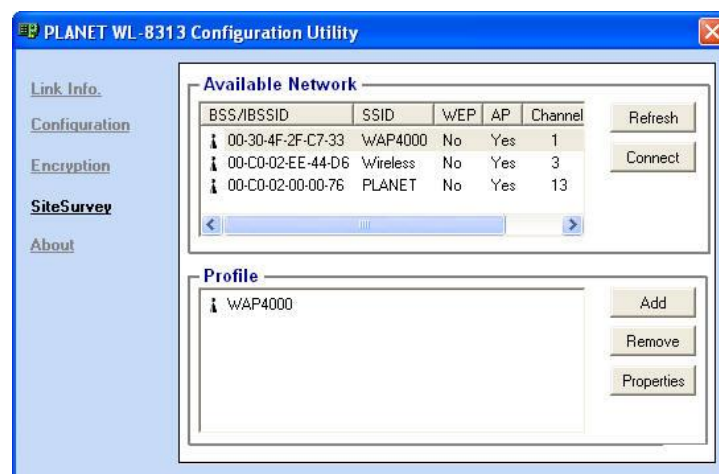 PLANET WL-8313 Configuration Utility
Link Info.
Configuration
Encryption
SiteSurvey
About
Available Network
BSS/IBSSID SSID WEP AP Channel
00-30-4F-2F-C7-33 WAP4000 No Yes 1
00-C0-02-EE-44-D6 Wireless No Yes 3
00-C0-02-00-00-76 PLANET No Yes 13
Refresh
Connect
Profile
WAP4000
Add
Remove
Properties